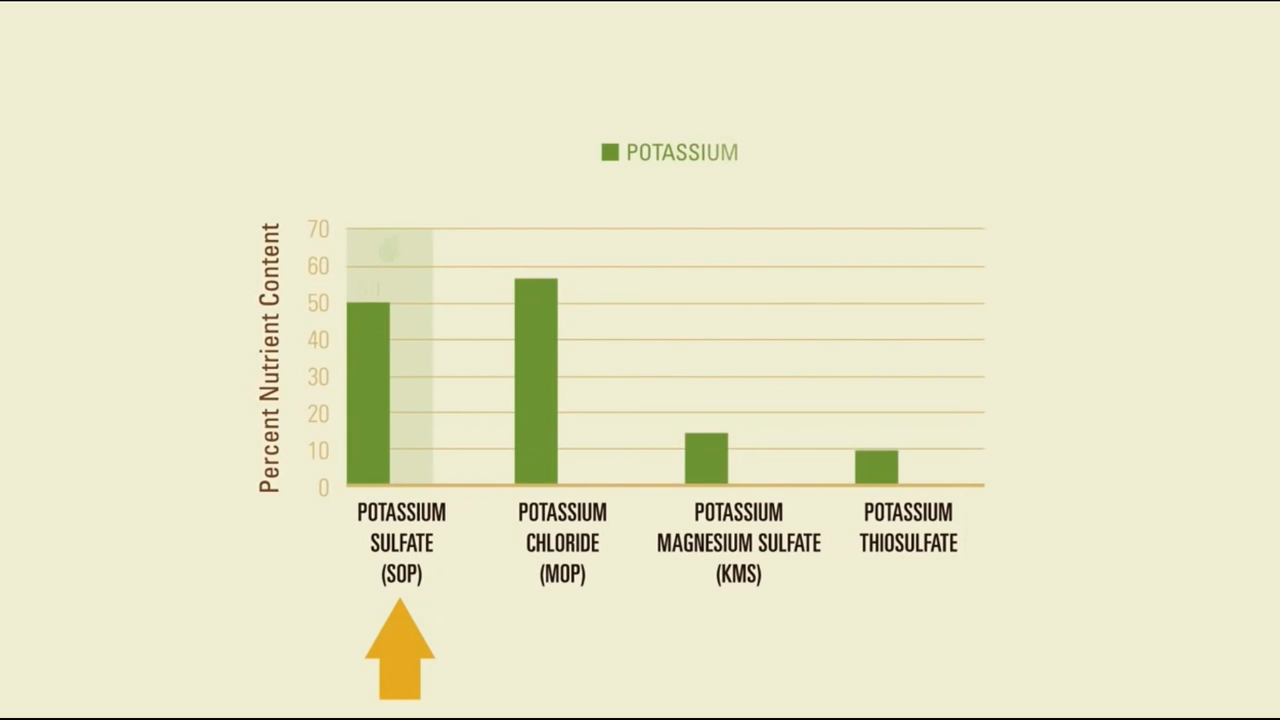 POTASSIUM
Percent Nutrient Content
70
60
50
40
30
20
10
0
POTASSIUM
SULFATE
(SOP)
POTASSIUM
CHLORIDE
(MOP)
POTASSIUM
MAGNESIUM SULFATE
(KMS)
POTASSIUM
THIOSULFATE